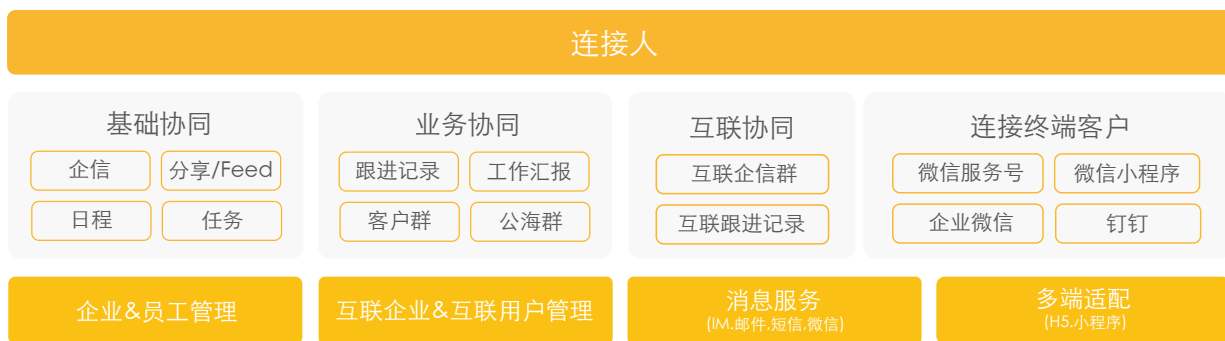 连接人
基础协同
企信
分享/Feed
日程
任务
业务协同
跟进记录
工作汇报
客户群
公海群
互联协同
互联企信群
互联跟进记录
连接终端客户
微信服务号
微信小程序
企业微信
钉钉
企业&员工管理
互联企业&互联用户管理
消息服务
(IM.邮件.短信.微信)
多端适配
(H5.小程序)